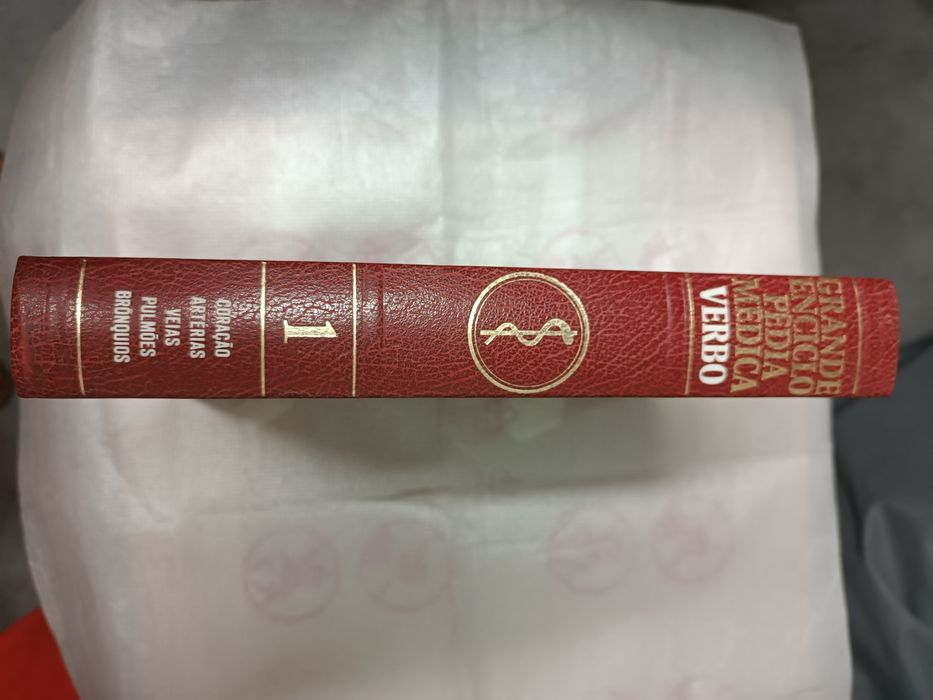 GRANDE
ENCICLO
PÉDIA
MÉDICA
VERBO
1
CORAÇÃO
ARTÉRIAS
VEIAS
PULMÕES
BRÔNQUIOS